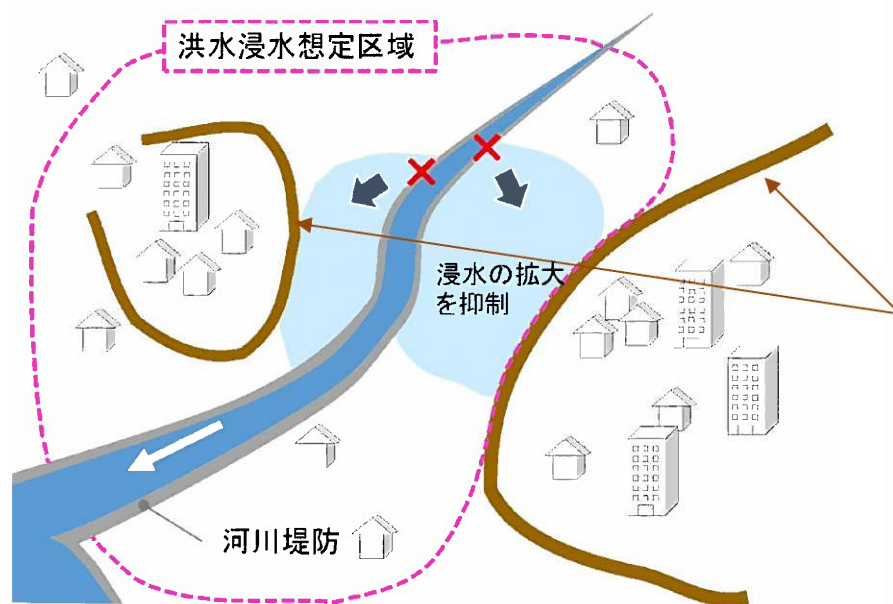 洪水浸水想定区域
浸水の拡大
を抑制
河川堤防